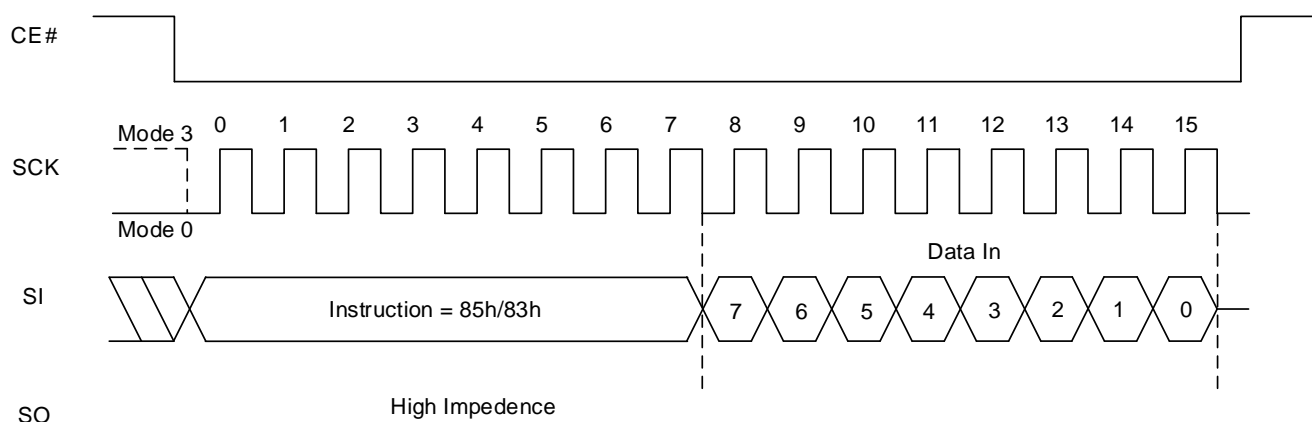 CE#
Mode 3
0 1 2 3 4 5 6 7 8 9 10 11 12 13 14 15
SCK
Mode 0
Data In
SI
Instruction = 85h/83h
7 6 5 4 3 2 1 0
High Impedence
SO